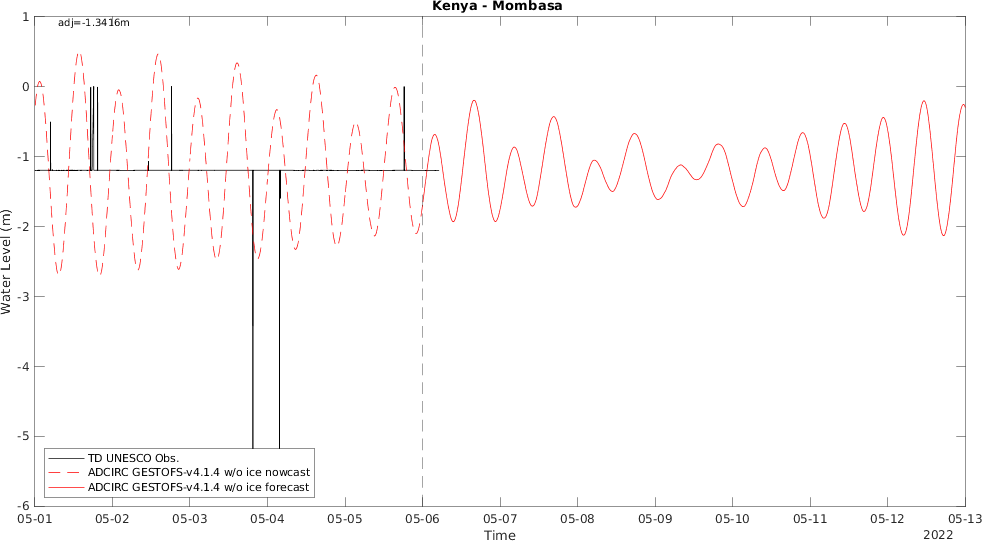 Kenya - Mombasa
adj=-1.3416m
1
0
-1
-2
-3
-4
-5
-6
Water Level (m)
TD UNESCO Obs.
ADCIRC GESTOFS-v4.1.4 w/o ice nowcast
ADCIRC GESTOFS-v4.1.4 w/o ice forecast
05-01 05-02 05-03 05-04 05-05 05-06 05-07 05-08 05-09 05-10 05-11 05-12 05-13
Time
2022